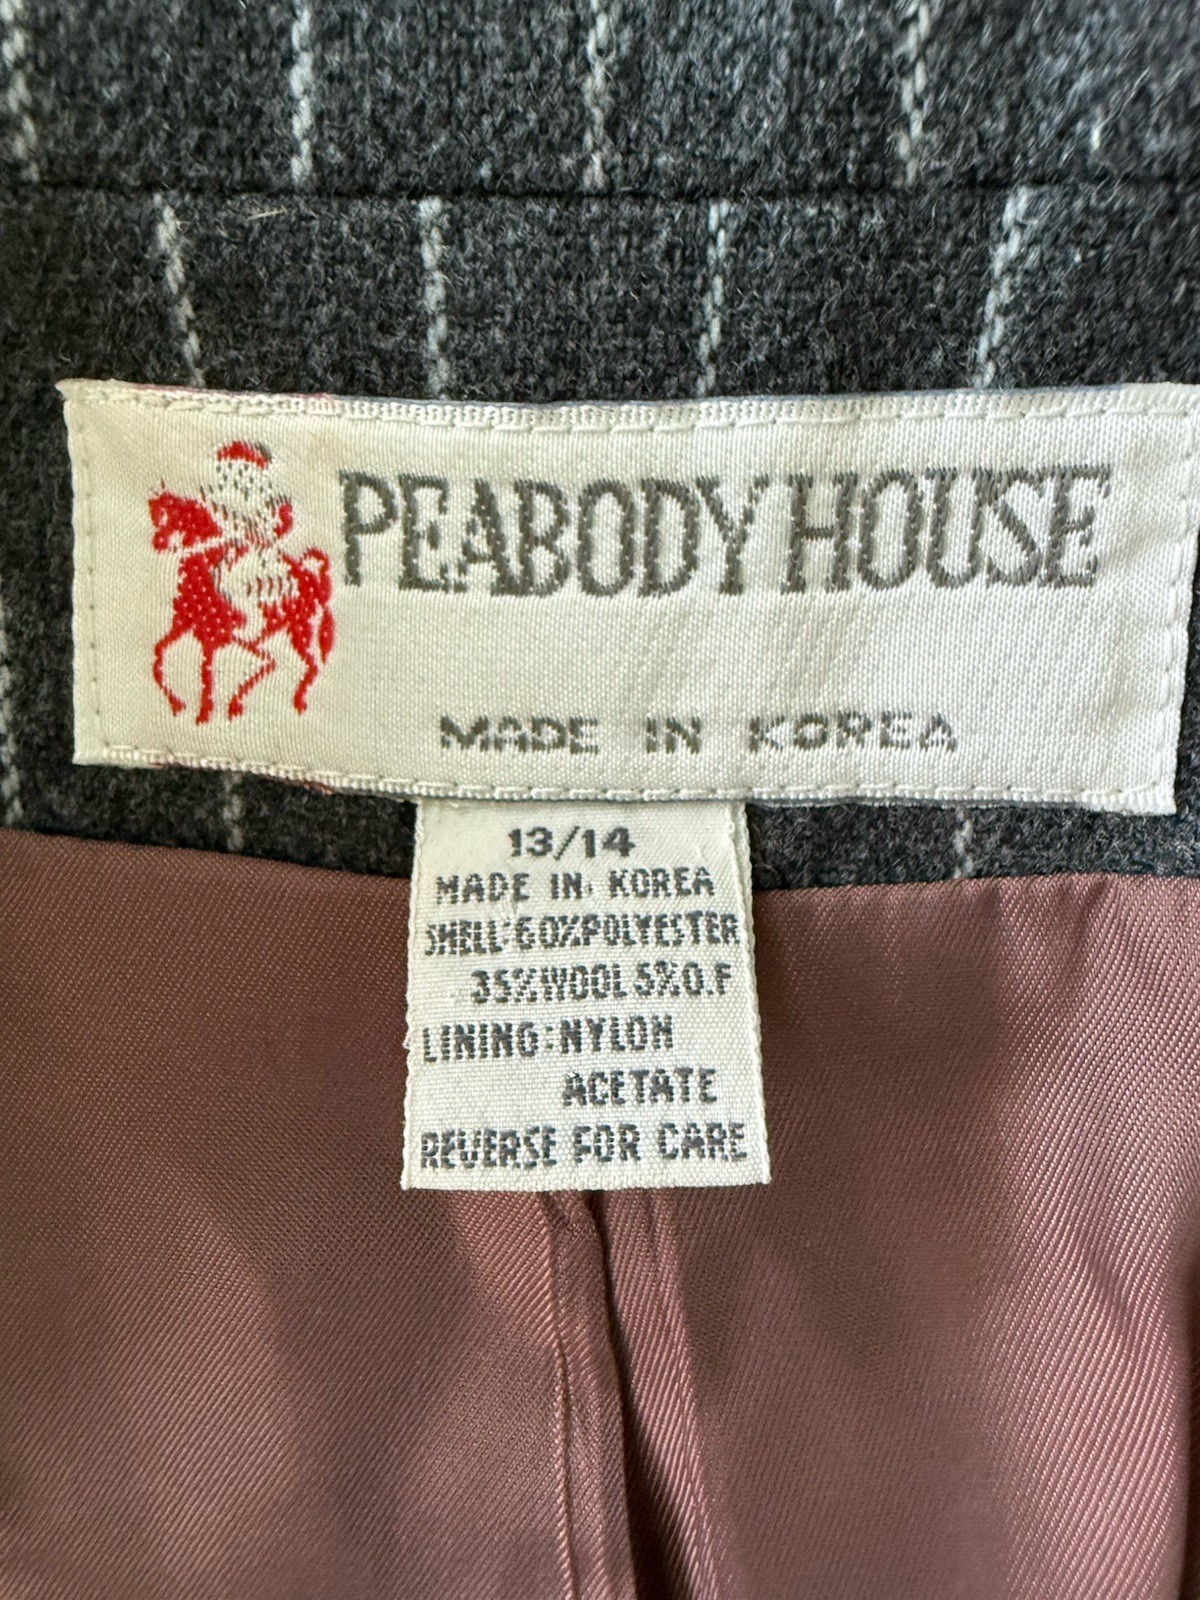 PEABODY HOUSE
MADE IN KOREA
13/14
MADE IN KOREA
SHELL:60%POLYESTER
35%WOOL 5%O.F
LINING:NYLON
ACETATE
REVERSE FOR CARE